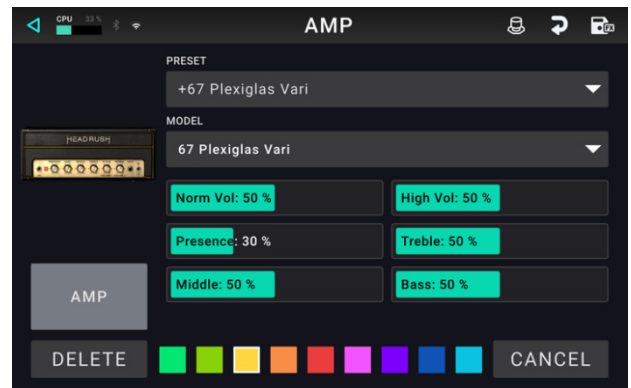 CPU 33 %
AMP
FX
PRESET
+67 Plexiglas Vari
MODEL
67 Plexiglas Vari
HEADRUSH
Norm Vol: 50 %
High Vol: 50 %
Presence: 30 %
Treble: 50 %
Middle: 50 %
Bass: 50 %
AMP
DELETE
CANCEL